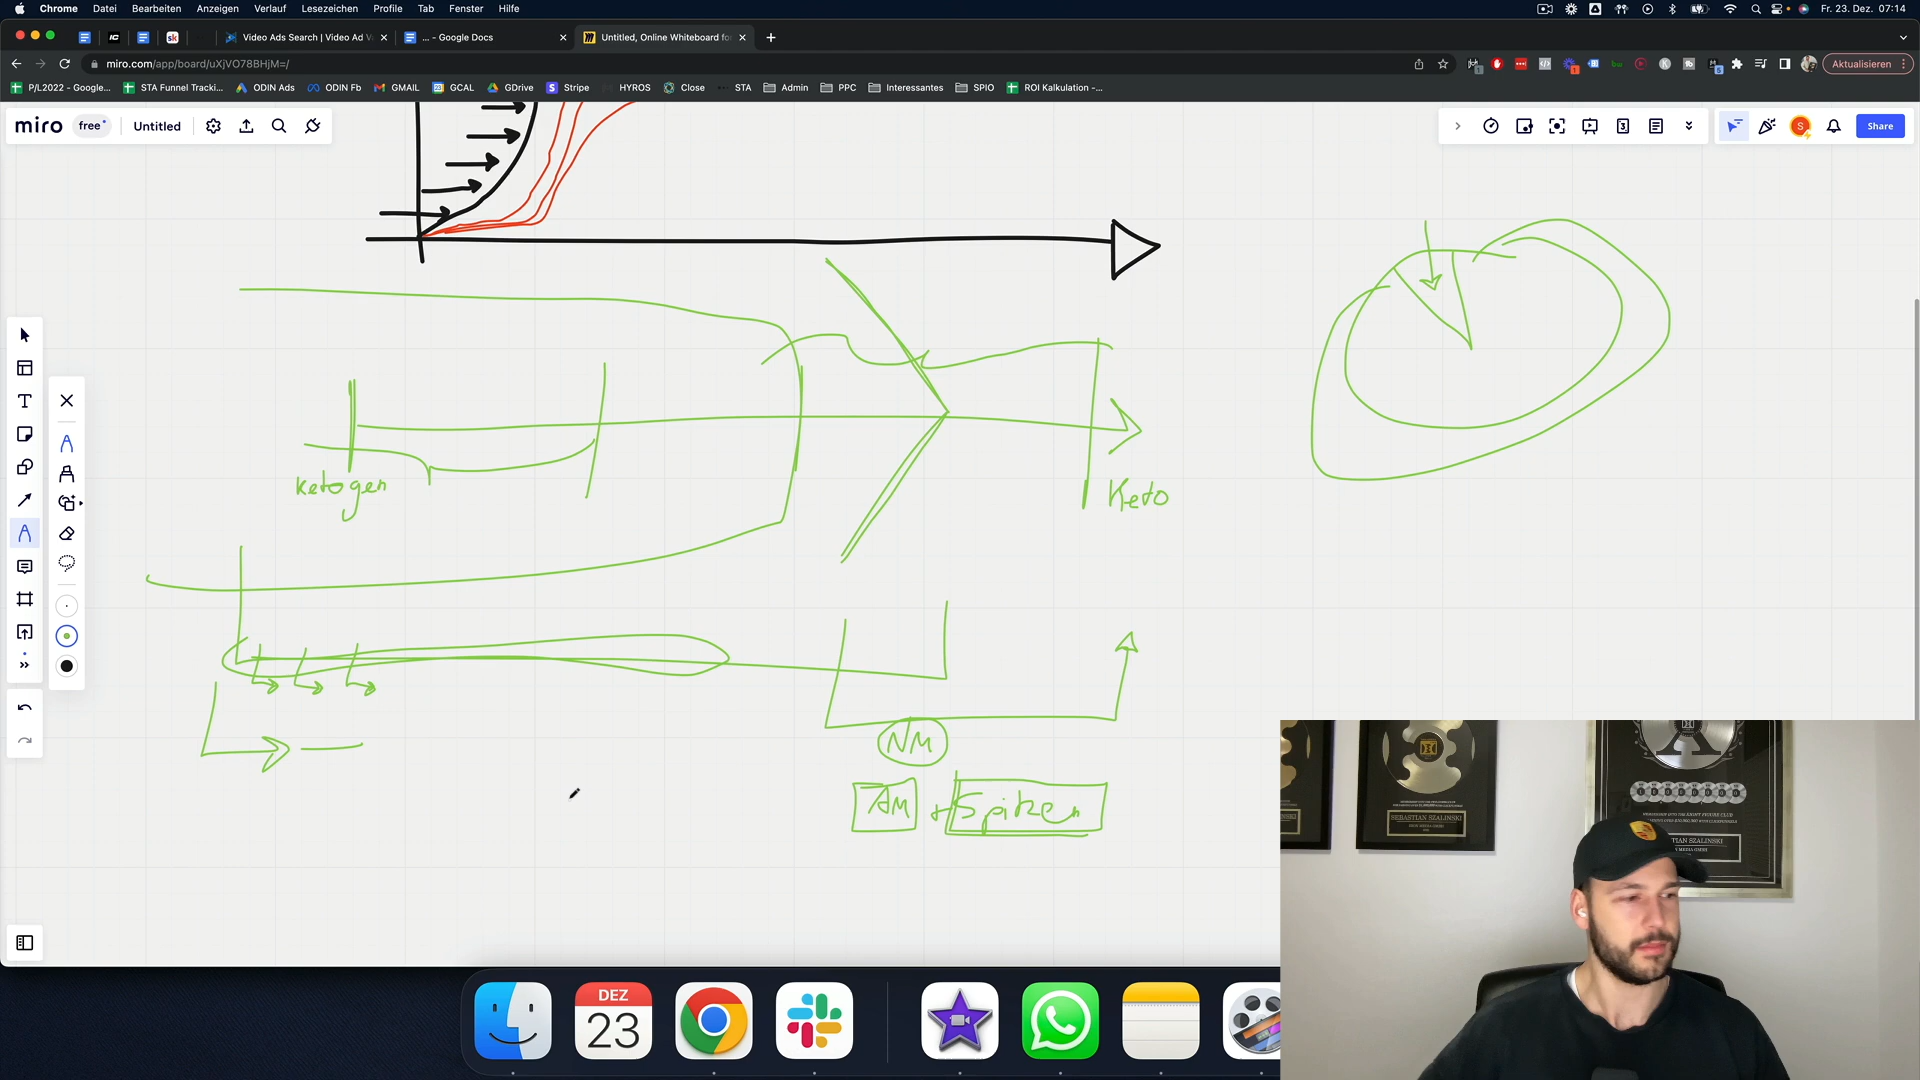 Chrome Datei Bearbeiten Anzeigen Verlauf Lesezeichen Profile Tab Fenster Hilfe Fr. 23. Dez. 07:14
Video Ads Search | Video Ad V
... - Google Docs
Untitled, Online Whiteboard fo
miro.com/app/board/uXjVO78BHjM=/
Aktualisieren
P/L2022 - Google...
STA Funnel Tracki...
ODIN Ads
ODIN Fb
GMAIL
GCAL
GDrive
Stripe
HYROS
Close
STA
Admin
PPC
Interessantes
SPIO
ROI Kalkulation -...
miro free Untitled
Share
Ketogen
Keto
NM
AM + Spitzen
DEZ
23
SEBASTIAN SZALINSKI